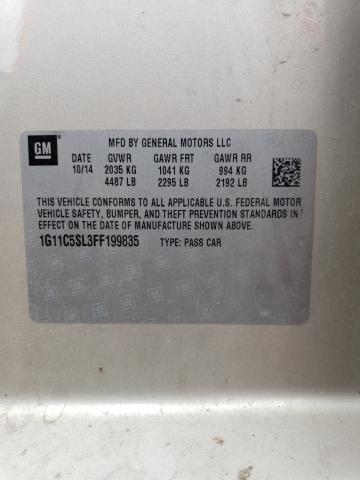 GM
MFD BY GENERAL MOTORS LLC
DATE GVWR GAWR FRT GAWR RR
10/14 2035 KG 1041 KG 994 KG
4487 LB 2295 LB 2192 LB
THIS VEHICLE CONFORMS TO ALL APPLICABLE U.S. FEDERAL MOTOR
VEHICLE SAFETY, BUMPER, AND THEFT PREVENTION STANDARDS IN
EFFECT ON THE DATE OF MANUFACTURE SHOWN ABOVE.
1G11C5SL3FF199835 TYPE: PASS CAR